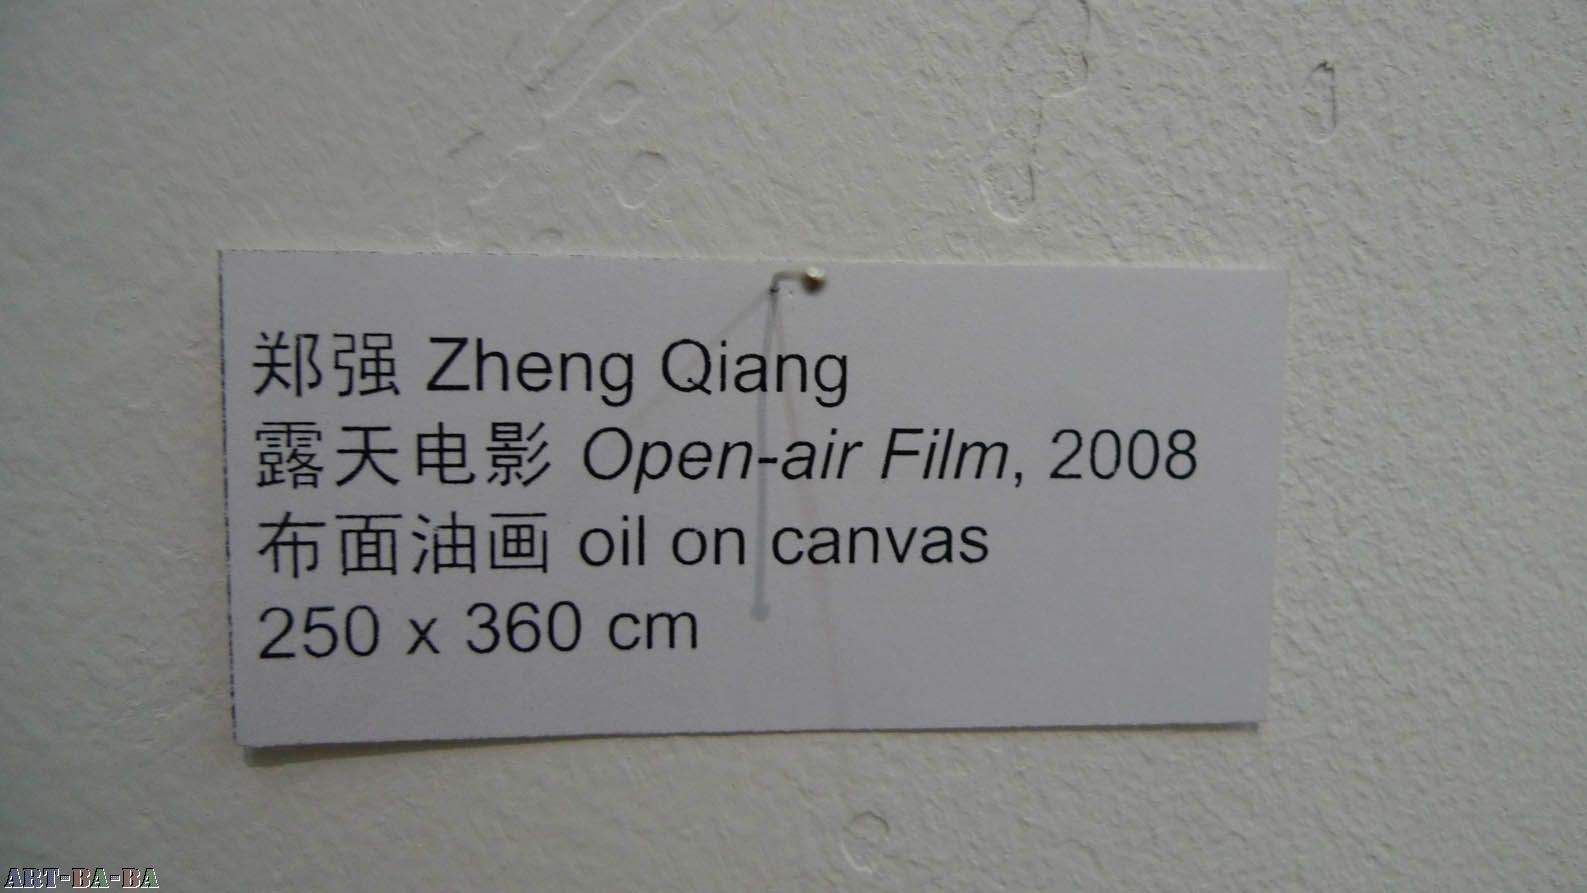 郑强 Zheng Qiang
露天电影 Open-air Film, 2008
布面油画 oil on canvas
250 x 360 cm
ART-BA-BA